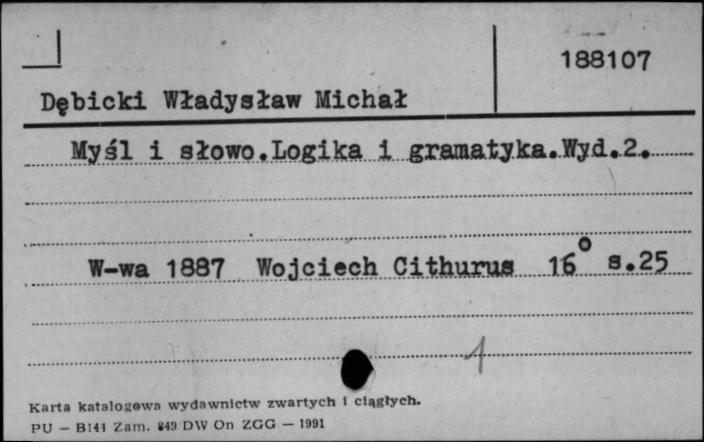 188107
Dębicki Władysław Michał
Myśl i słowo.Logika i gramatyka.Wyd.2.
W-wa 1887 Wojciech Cithurus 16° s.25
1
Karta katalogowa wydawnictw zwartych i ciągłych.
PU — B144 Zam. 849 DW On ZGG — 1991